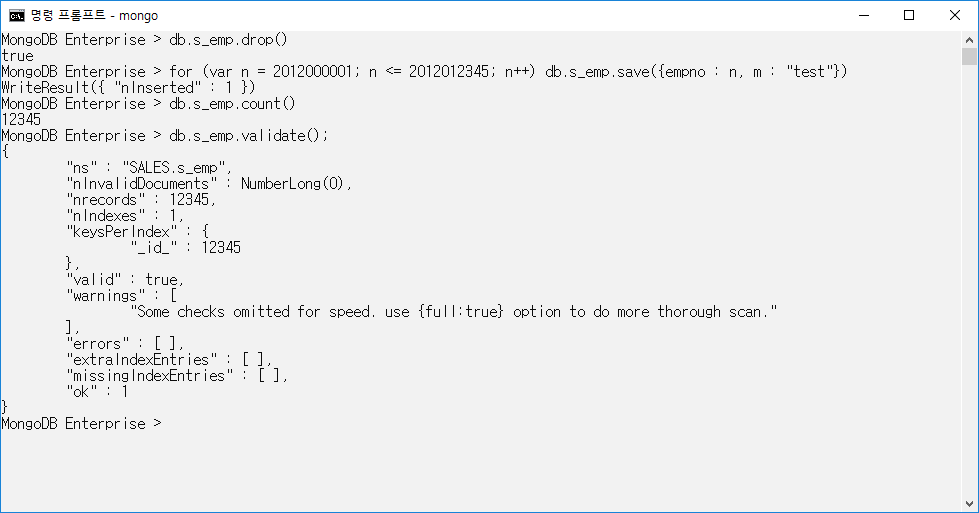 명령 프롬프트 - mongo
MongoDB Enterprise > db.s_emp.drop()
true
MongoDB Enterprise > for (var n = 2012000001; n <= 2012012345; n++) db.s_emp.save({empno : n, m : "test"})
WriteResult({ "nInserted" : 1 })
MongoDB Enterprise > db.s_emp.count()
12345
MongoDB Enterprise > db.s_emp.validate();
{
        "ns" : "SALES.s_emp",
        "nInvalidDocuments" : NumberLong(0),
        "nrecords" : 12345,
        "nIndexes" : 1,
        "keysPerIndex" : {
                "_id_" : 12345
        },
        "valid" : true,
        "warnings" : [
                "Some checks omitted for speed. use {full:true} option to do more thorough scan."
        ],
        "errors" : [ ],
        "extraIndexEntries" : [ ],
        "missingIndexEntries" : [ ],
        "ok" : 1
}
MongoDB Enterprise >